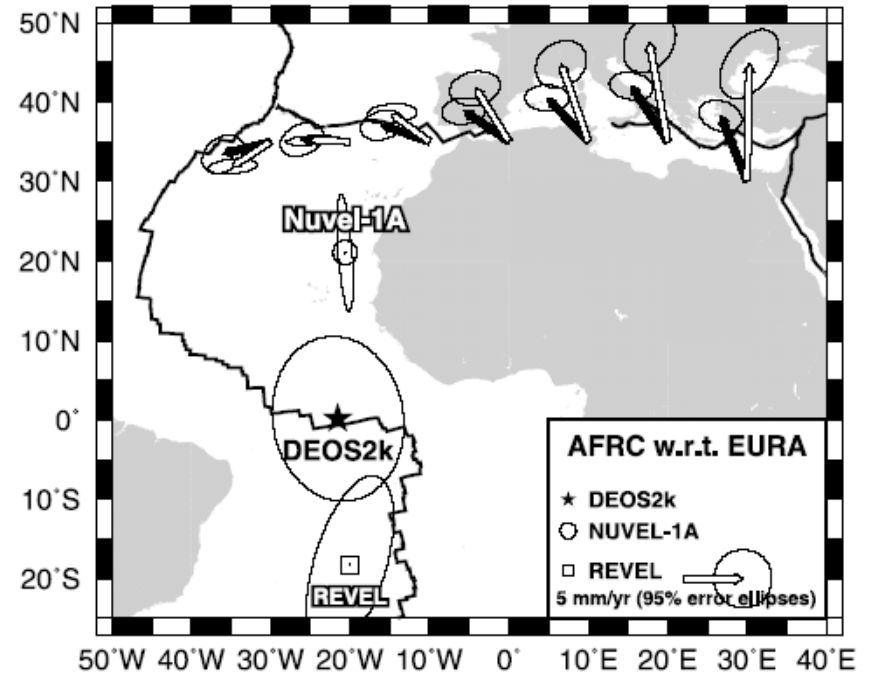 50˚N
40˚N
30˚N
20˚N
10˚N
0˚
10˚S
20˚S
Nuvel-1A
DEOS2k
REVEL
AFRC w.r.t. EURA
DEOS2k
NUVEL-1A
REVEL
5 mm/yr (95% error ellipses)
50˚W 40˚W 30˚W 20˚W 10˚W 0˚ 10˚E 20˚E 30˚E 40˚E